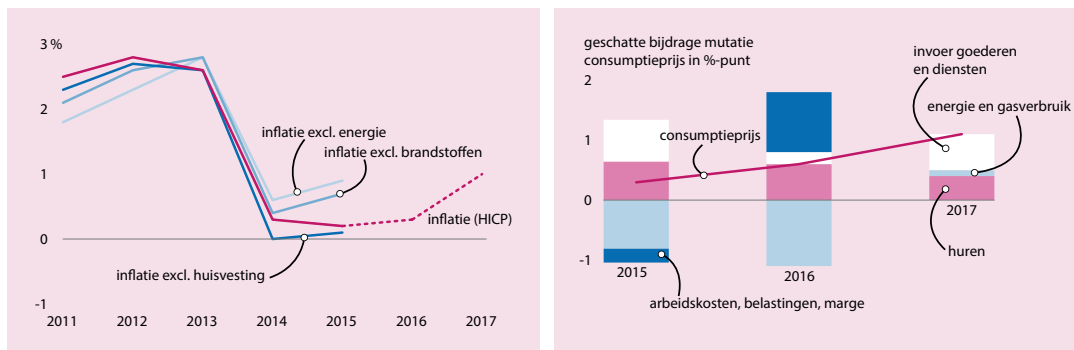 3 %
2
1
0
-1
inflatie excl. energie
inflatie excl. brandstoffen
inflatie (HICP)
inflatie excl. huisvesting
2011 2012 2013 2014 2015 2016 2017
geschatte bijdrage mutatie
consumptieprijs in %-punt
2
1
0
-1
invoer goederen
en diensten
energie en gasverbruik
consumptieprijs
2017
huren
2015
2016
arbeidskosten, belastingen, marge